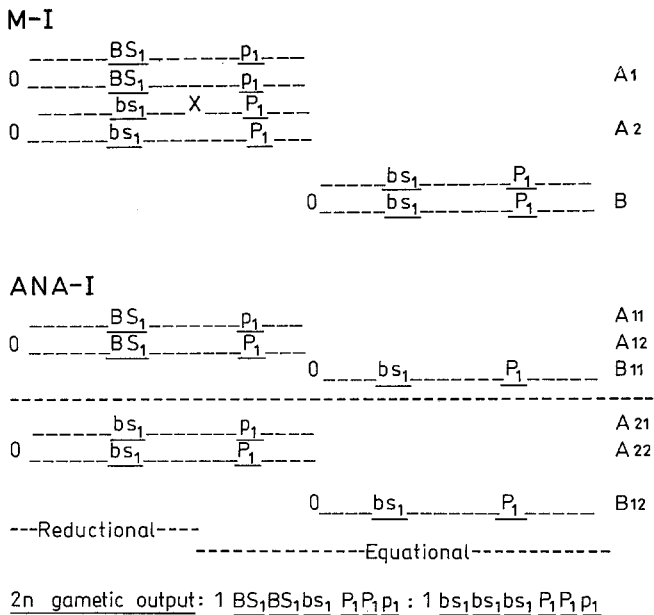 M-I
BS₁ p₁
0 BS₁ p₁ A1
bs₁ X P₁
0 bs₁ P₁ A2
bs₁ P₁
0 bs₁ P₁ B
ANA-I
BS₁ p₁ A11
0 BS₁ P₁ A12
0 bs₁ P₁ B11
bs₁ p₁ A21
0 bs₁ P₁ A22
0 bs₁ P₁ B12
---Reductional----
Equational
2n gametic output: 1 BS₁BS₁bs₁ P₁P₁p₁ : 1 bs₁bs₁bs₁ P₁P₁p₁